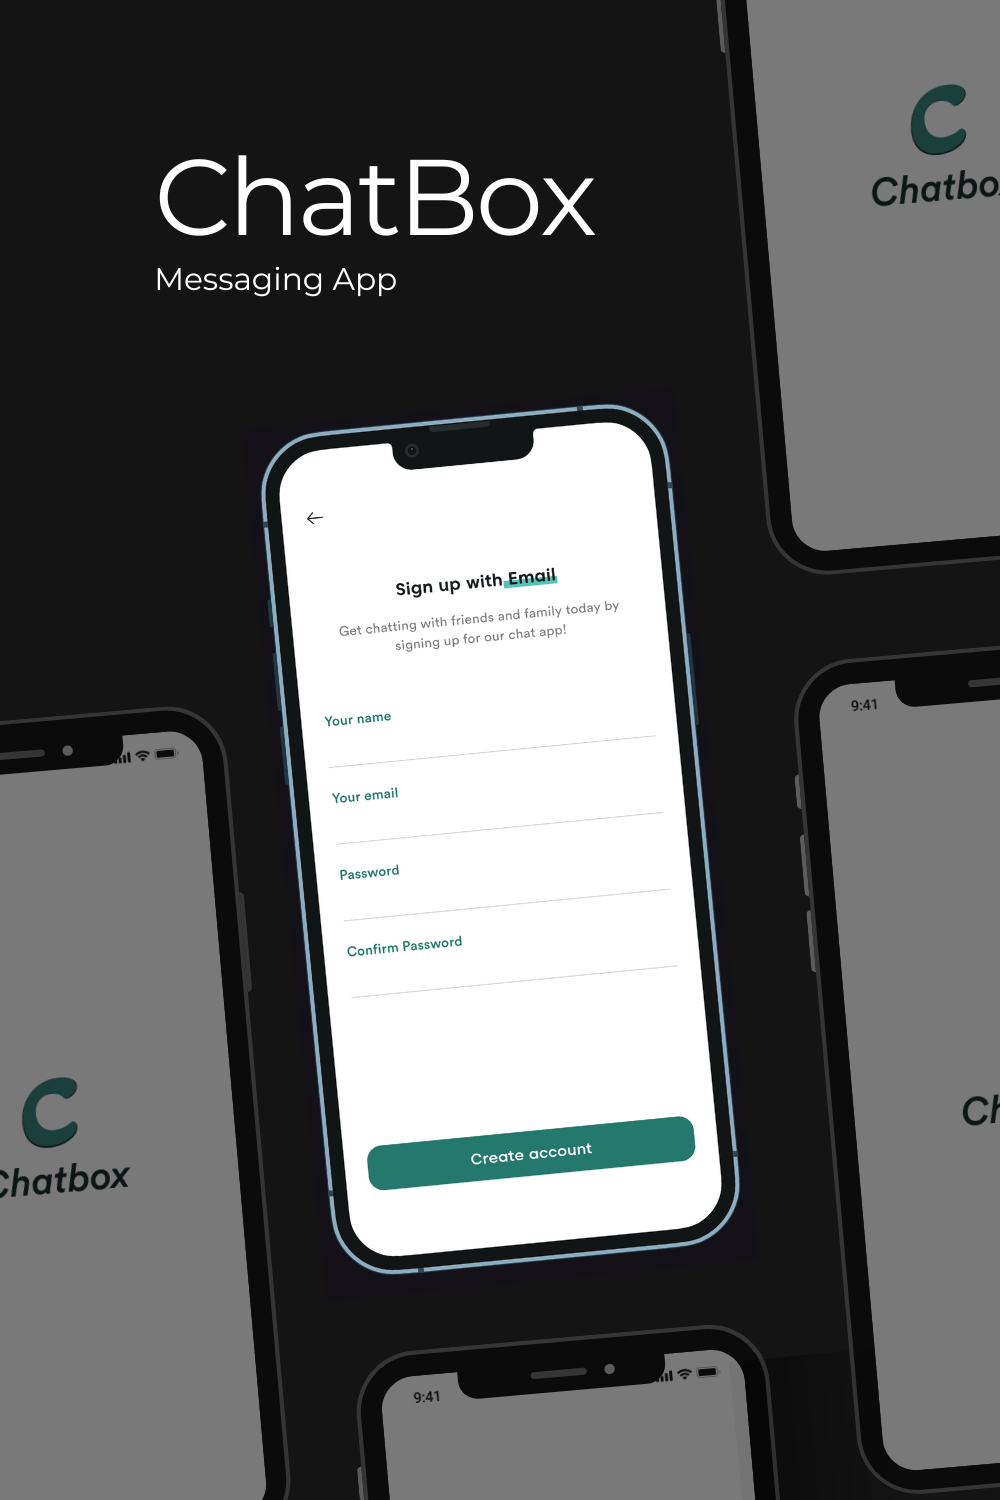 ChatBox
Messaging App
C
Chatbo
Sign up with Email
Get chatting with friends and family today by
signing up for our chat app!
Your name
Your email
Password
Confirm Password
Create account
9:41
C
Chatbox
Ch
9:41